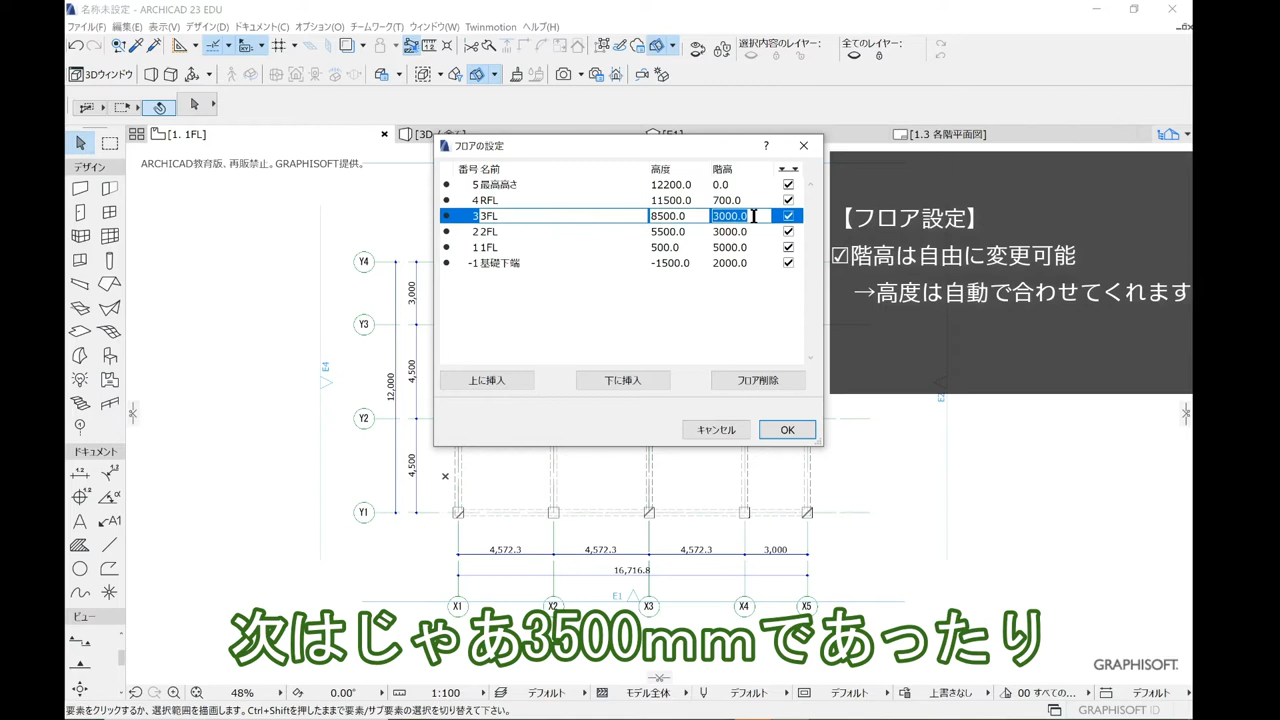 名称未設定 - ARCHICAD 23 EDU
ファイル(F) 編集(E) 表示(V) デザイン(D) ドキュメント(C) オプション(O) チームワーク(T) ウィンドウ(W) Twinmotion ヘルプ(H)
選択内容のレイヤー: 全てのレイヤー:
3Dウィンドウ
[1. 1FL] [1.3 各階平面図]
デザイン
ARCHICAD教育版、再販禁止。GRAPHISOFT提供。
フロアの設定
番号 名前 高度 階高
5 最高高さ 12200.0 0.0
4 RFL 11500.0 700.0
3 3FL 8500.0 3000.0
2 2FL 5500.0 3000.0
1 1FL 500.0 5000.0
-1 基礎下端 -1500.0 2000.0
上に挿入 下に挿入 フロア削除
キャンセル OK
【フロア設定】
☑階高は自由に変更可能
→高度は自動で合わせてくれます
Y4
3,000
Y3
4,500
12,000
Y2
4,500
Y1
E4
E2
4,572.3 4,572.3 4,572.3 3,000
16,716.8
E1
X1 X2 X3 X4 X5
ドキュメント
ビュー
次はじゃあ3500mmであったり
GRAPHISOFT.
48% 0.00° 1:100 デフォルト モデル全体 デフォルト デフォルト 上書きなし 00 すべての... デフォルト
要素をクリックするか、選択範囲を描画します。Ctrl+Shiftを押したまま要素/サブ要素の選択を切り替えて下さい。
GRAPHISOFT ID